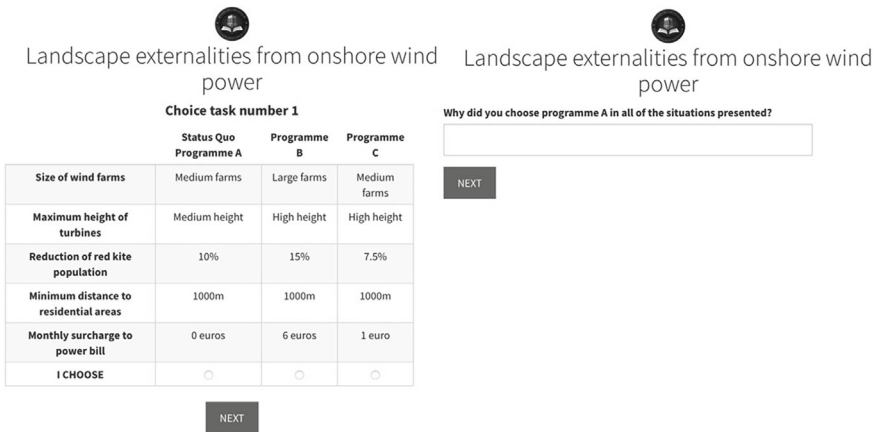 Landscape externalities from onshore wind
power
Choice task number 1
Status Quo
Programme A
Programme
B
Programme
C
Size of wind farms
Medium farms
Large farms
Medium
farms
Maximum height of
turbines
Medium height
High height
High height
Reduction of red kite
population
10%
15%
7.5%
Minimum distance to
residential areas
1000m
1000m
1000m
Monthly surcharge to
power bill
0 euros
6 euros
1 euro
I CHOOSE
NEXT
Landscape externalities from onshore wind
power
Why did you choose programme A in all of the situations presented?
NEXT